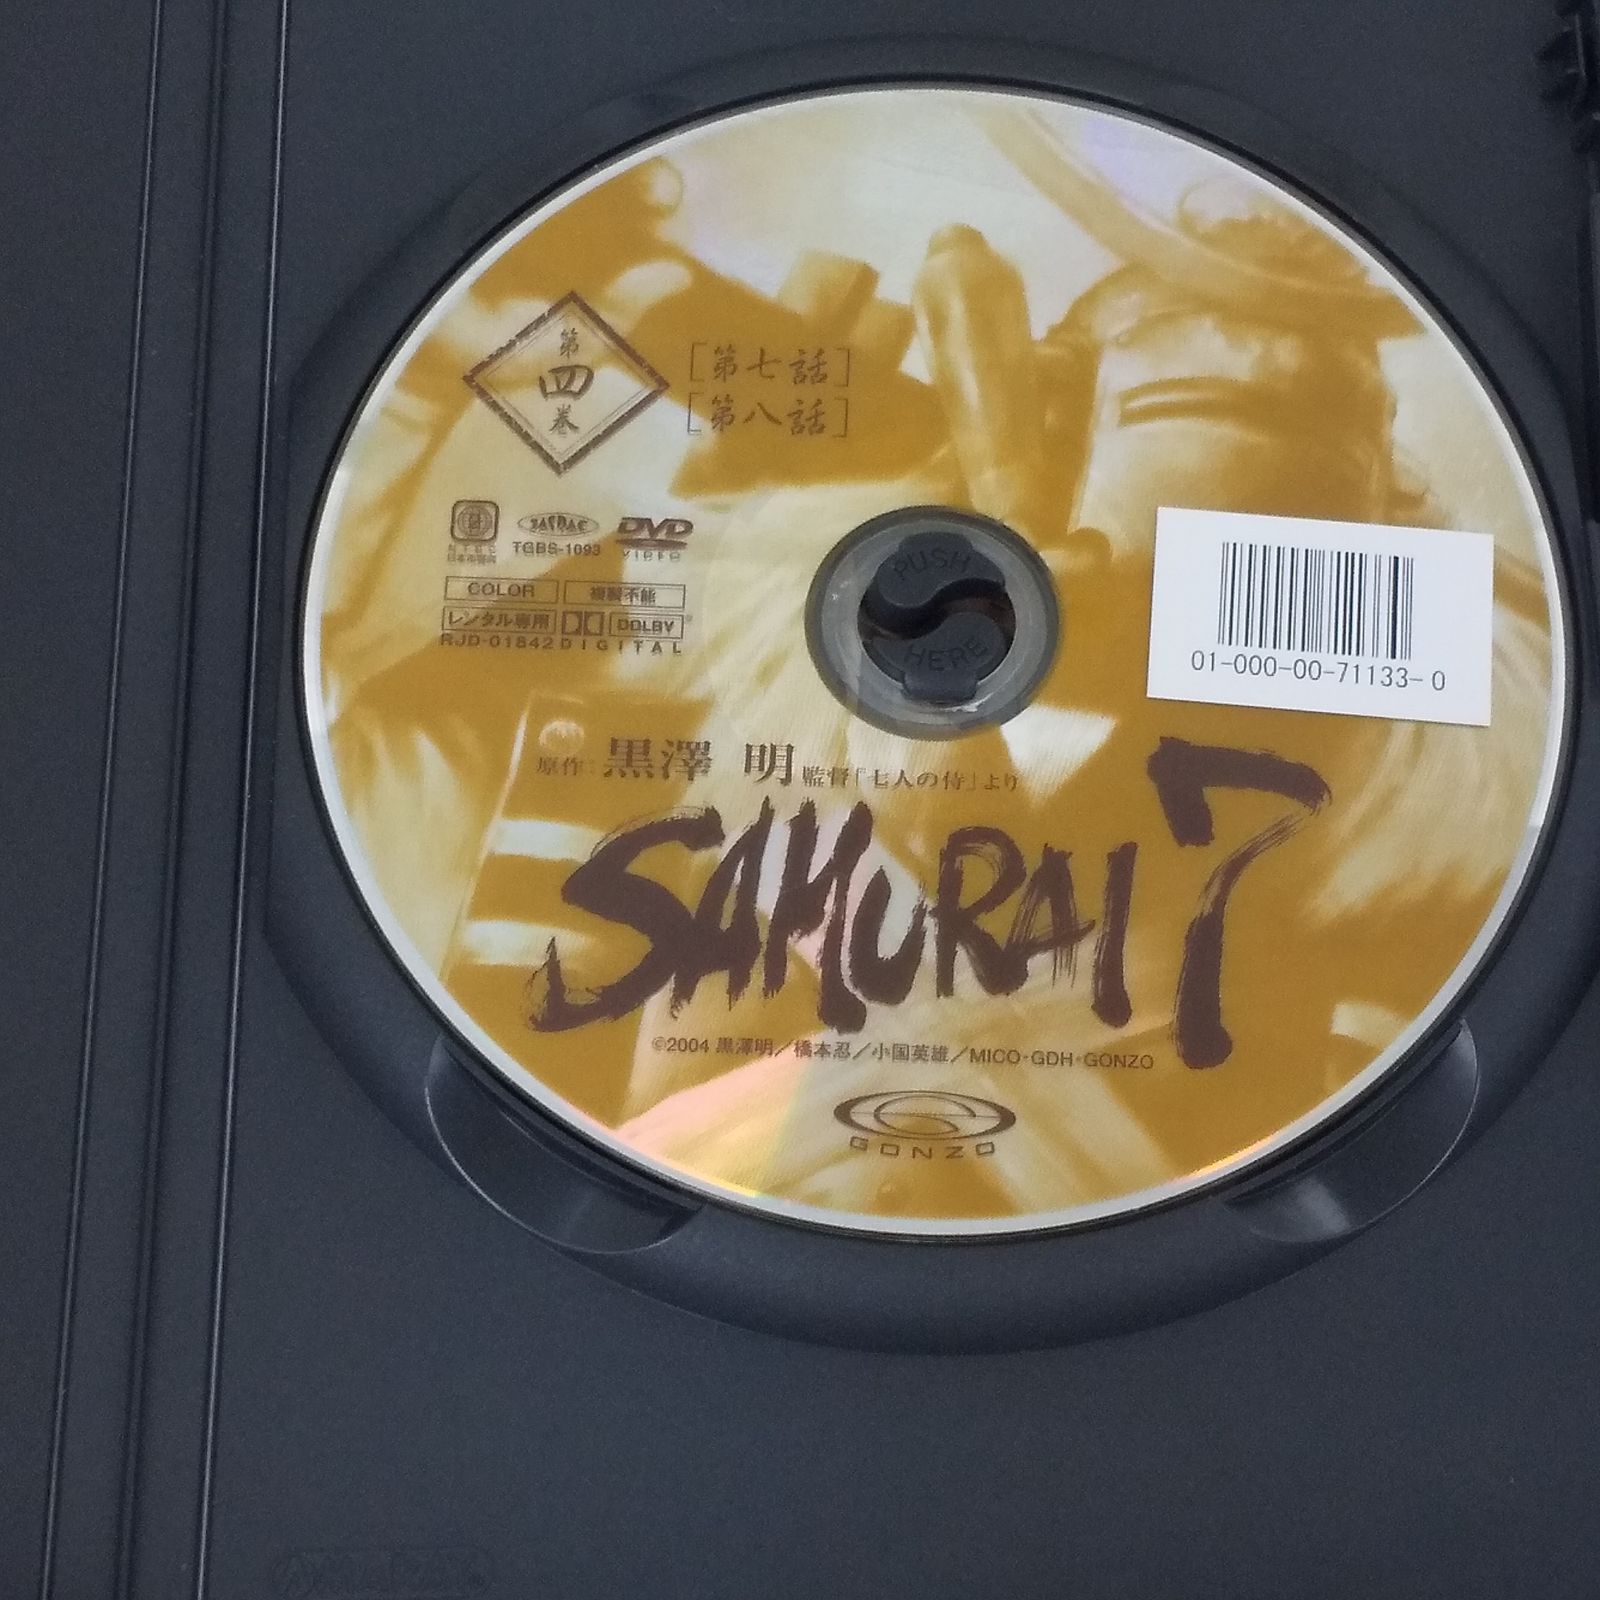 第
四
巻
[第七話]
[第八話]
JASRAC
TGBS-1093
DVD
VIDEO
COLOR
複製不能
レンタル専用
DOLBY
RJD-01842 DIGITAL
PUSH
HERE
01-000-00-71133-0
原作:黒澤 明 監督「七人の侍」より
SAMURAI 7
©2004 黒澤明/橋本忍/小国英雄/MICO・GDH・GONZO
GONZO